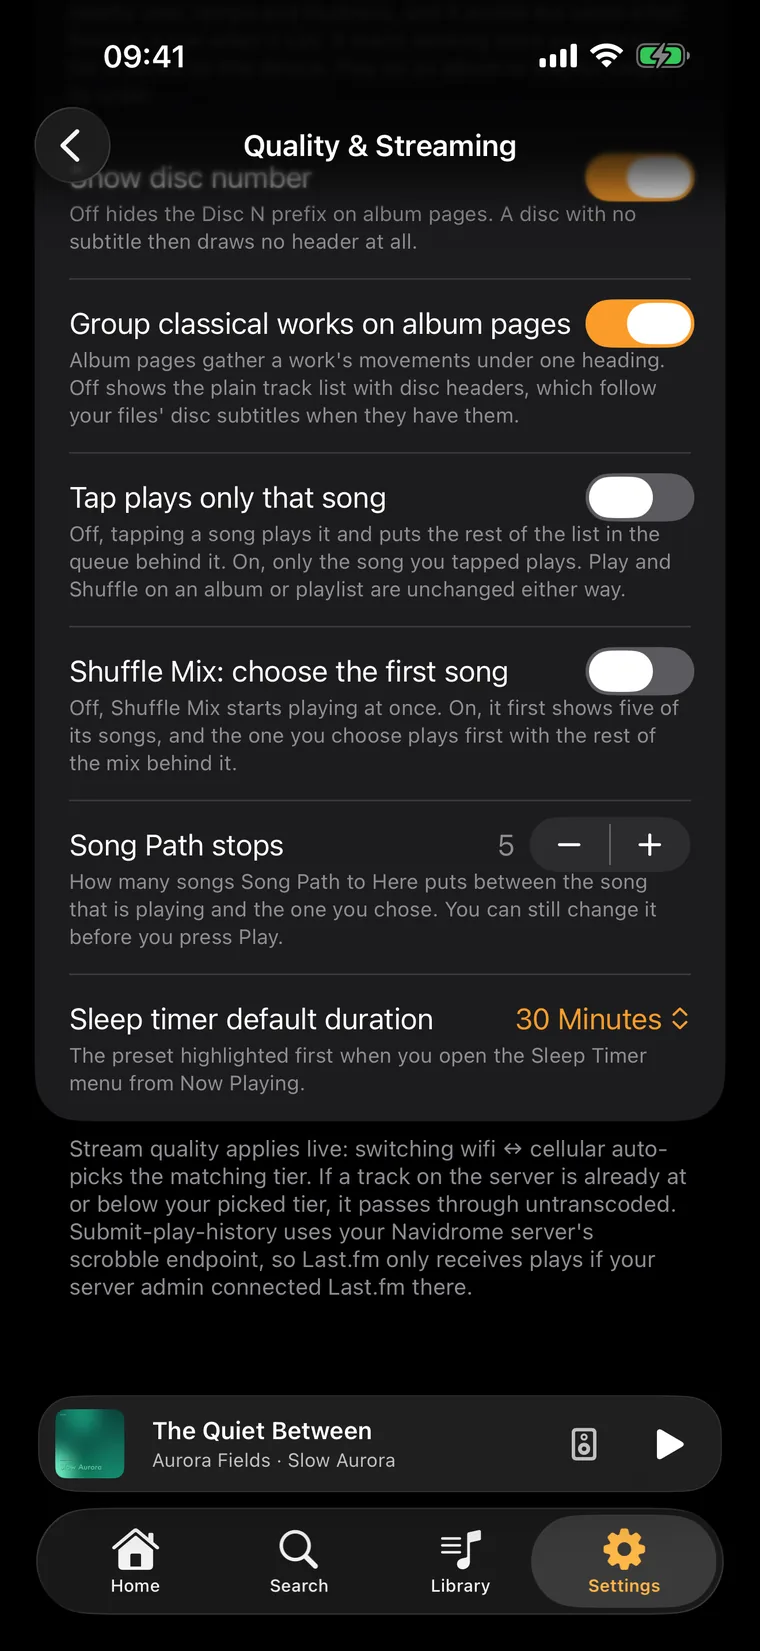 09:41
Quality & Streaming
Show disc number
Off hides the Disc N prefix on album pages. A disc with no
subtitle then draws no header at all.
Group classical works on album pages
Album pages gather a work's movements under one heading.
Off shows the plain track list with disc headers, which follow
your files' disc subtitles when they have them.
Tap plays only that song
Off, tapping a song plays it and puts the rest of the list in the
queue behind it. On, only the song you tapped plays. Play and
Shuffle on an album or playlist are unchanged either way.
Shuffle Mix: choose the first song
Off, Shuffle Mix starts playing at once. On, it first shows five of
its songs, and the one you choose plays first with the rest of
the mix behind it.
Song Path stops 5 − +
How many songs Song Path to Here puts between the song
that is playing and the one you chose. You can still change it
before you press Play.
Sleep timer default duration 30 Minutes
The preset highlighted first when you open the Sleep Timer
menu from Now Playing.
Stream quality applies live: switching wifi ↔ cellular auto-
picks the matching tier. If a track on the server is already at
or below your picked tier, it passes through untranscoded.
Submit-play-history uses your Navidrome server's
scrobble endpoint, so Last.fm only receives plays if your
server admin connected Last.fm there.
The Quiet Between
Aurora Fields · Slow Aurora
Home Search Library Settings